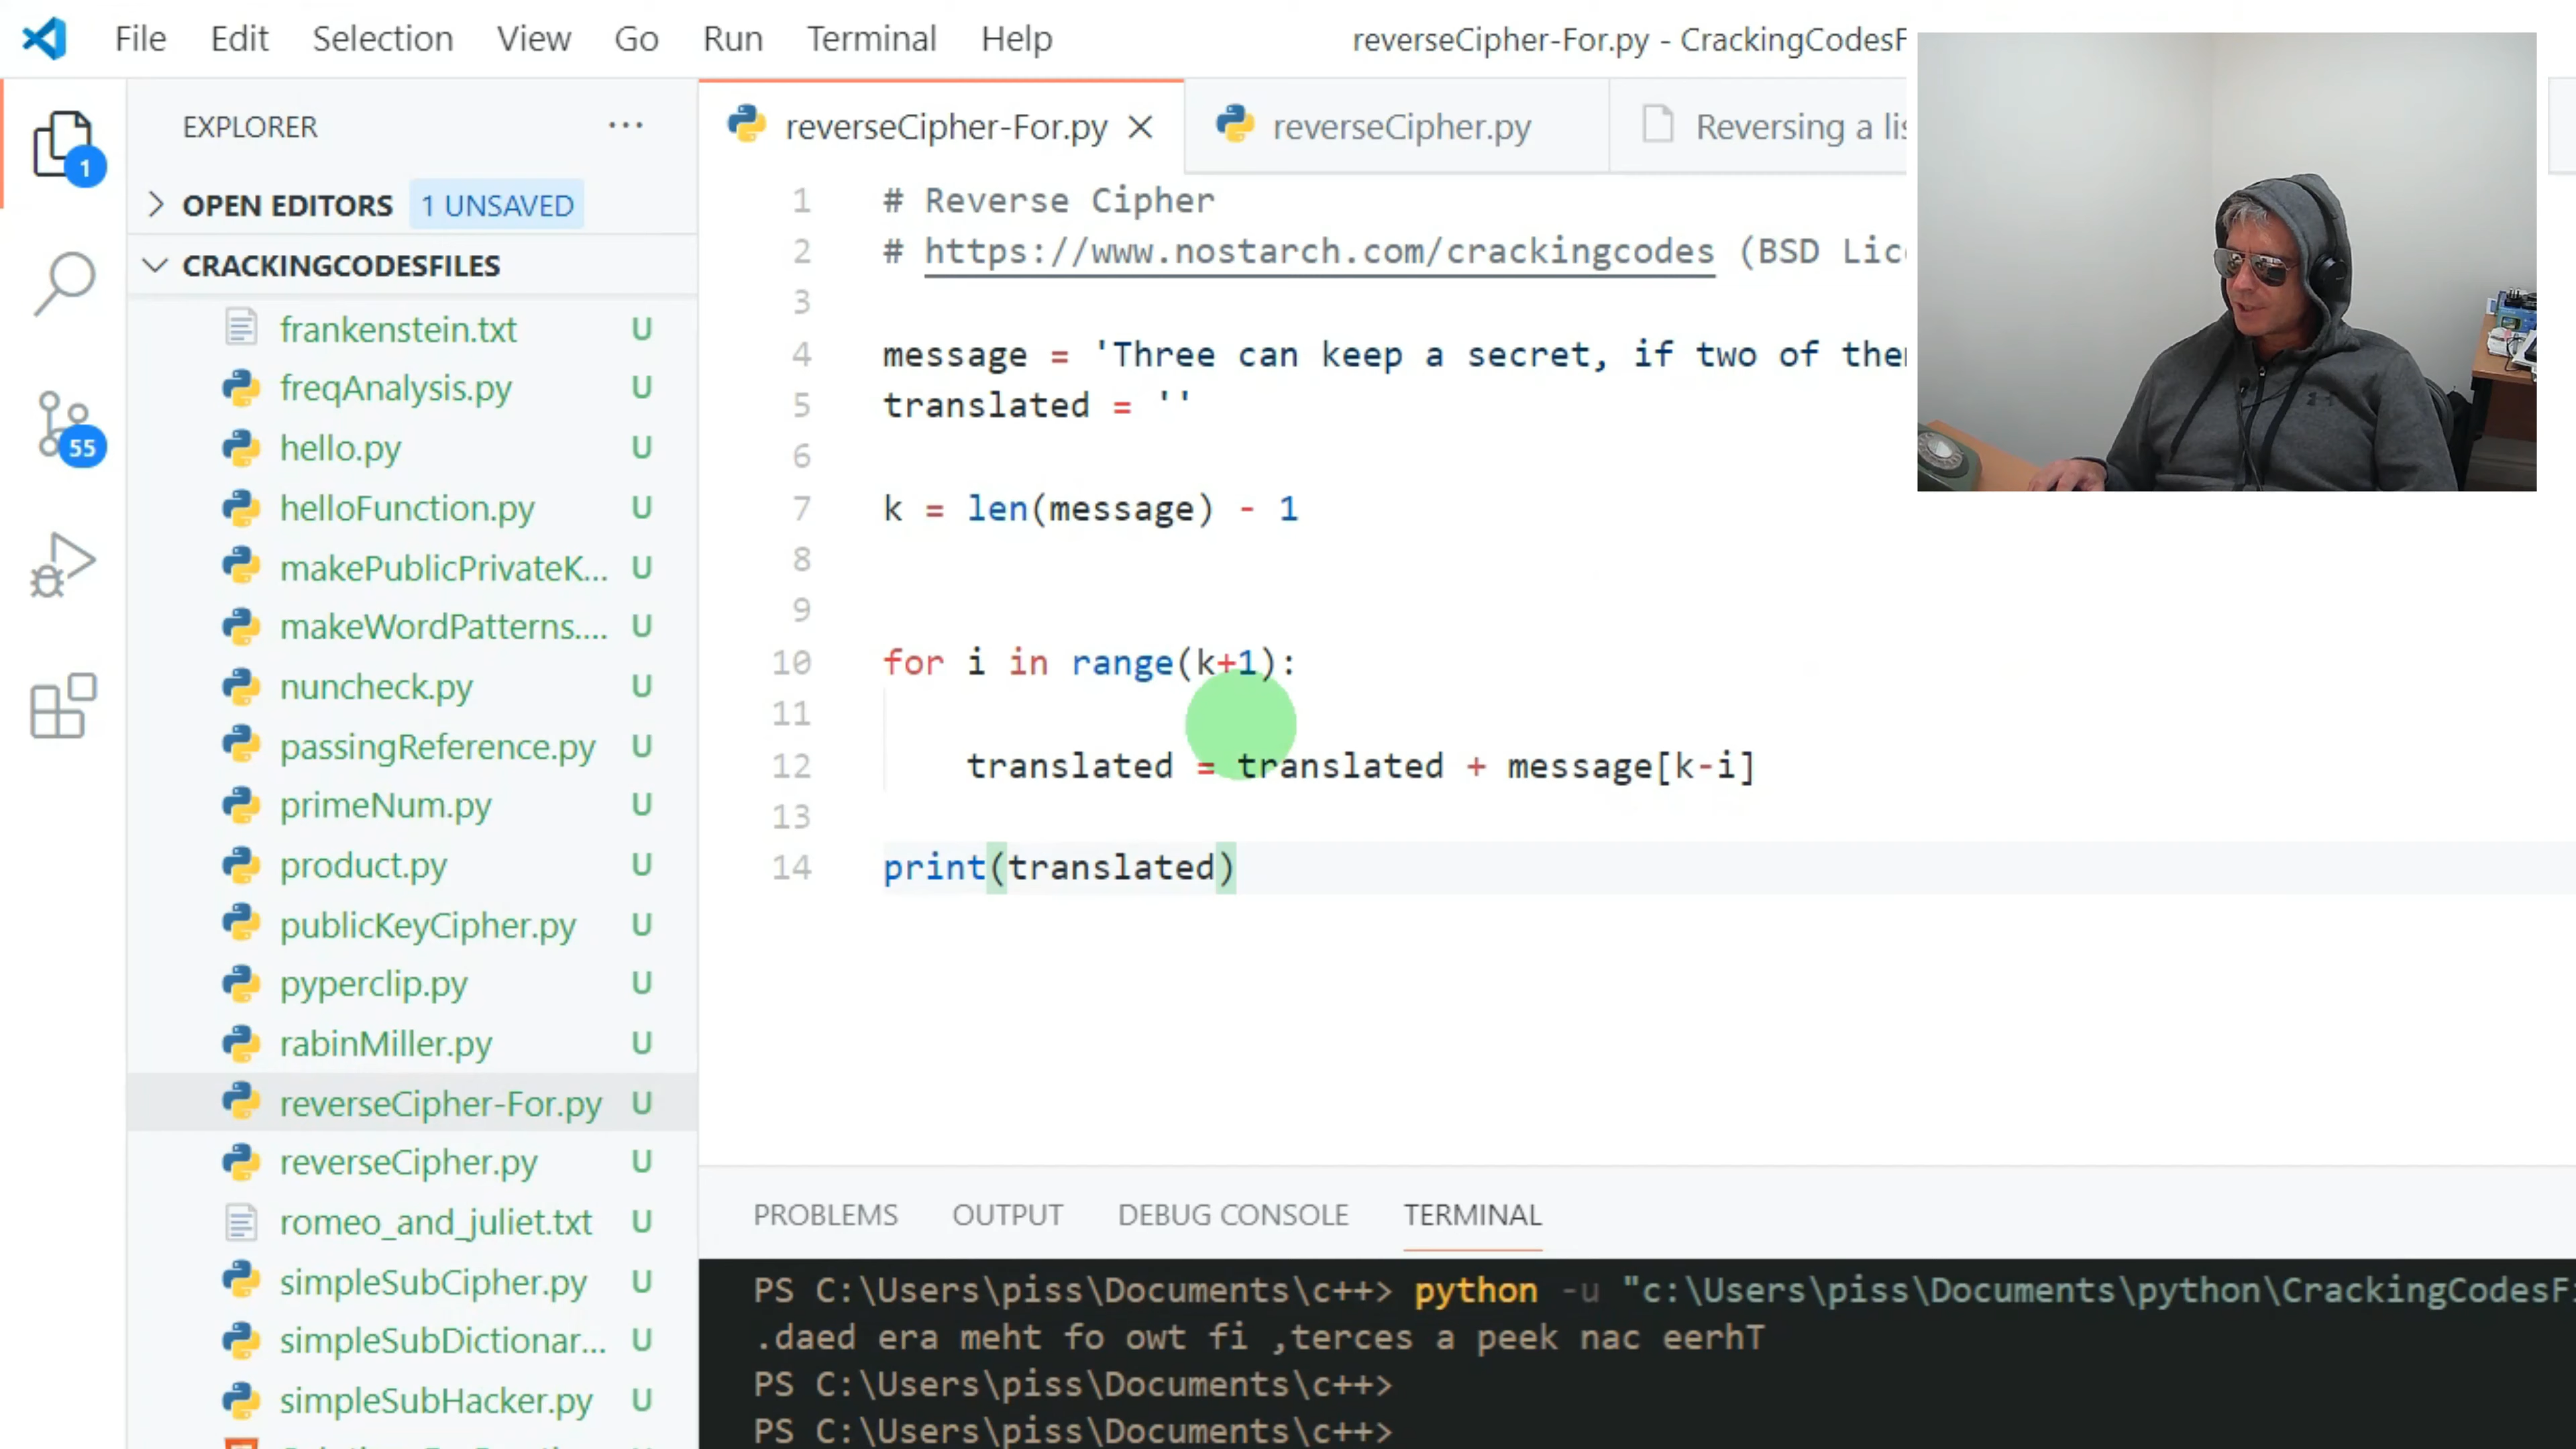 File Edit Selection View Go Run Terminal Help
reverseCipher-For.py - CrackingCodesF
EXPLORER ...
1
OPEN EDITORS 1 UNSAVED
CRACKINGCODESFILES
frankenstein.txt U
freqAnalysis.py U
hello.py U
55
helloFunction.py U
makePublicPrivateK... U
makeWordPatterns.... U
nuncheck.py U
passingReference.py U
primeNum.py U
product.py U
publicKeyCipher.py U
pyperclip.py U
rabinMiller.py U
reverseCipher-For.py U
reverseCipher.py U
romeo_and_juliet.txt U
simpleSubCipher.py U
simpleSubDictionar... U
simpleSubHacker.py U
reverseCipher-For.py reverseCipher.py Reversing a lis
1 # Reverse Cipher
2 # https://www.nostarch.com/crackingcodes (BSD Lic
3
4 message = 'Three can keep a secret, if two of the
5 translated = ''
6
7 k = len(message) - 1
8
9
10 for i in range(k+1):
11
12 translated = translated + message[k-i]
13
14 print(translated)
PROBLEMS OUTPUT DEBUG CONSOLE TERMINAL
PS C:\Users\piss\Documents\c++> python -u "c:\Users\piss\Documents\python\CrackingCodesF
.daed era meht fo owt fi ,terces a peek nac eerhT
PS C:\Users\piss\Documents\c++>
PS C:\Users\piss\Documents\c++>